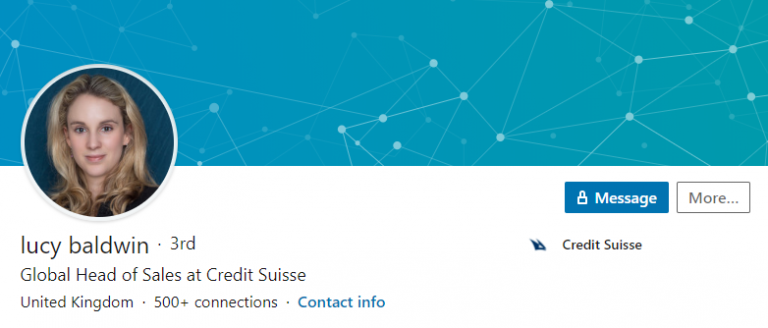 Message
More...
lucy baldwin · 3rd
Credit Suisse
Global Head of Sales at Credit Suisse
United Kingdom · 500+ connections · Contact info